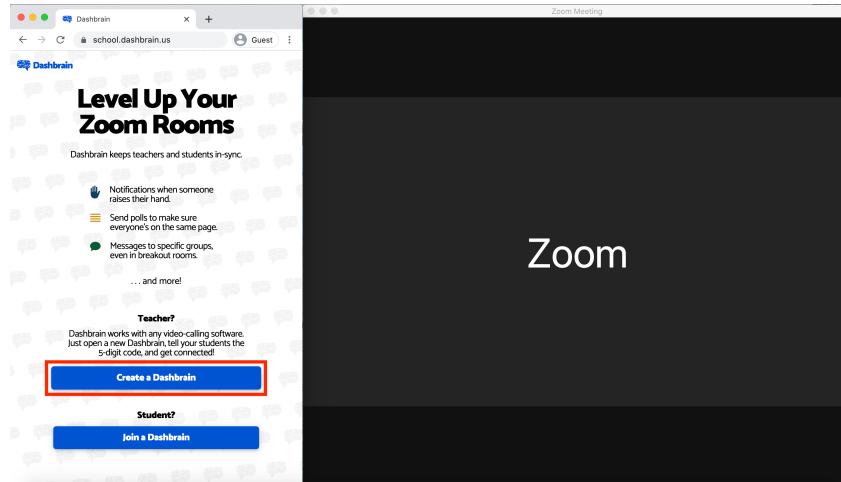 Dashbrain
school.dashbrain.us
Guest
Dashbrain
Level Up Your
Zoom Rooms
Dashbrain keeps teachers and students in-sync.
Notifications when someone
raises their hand.
Send polls to make sure
everyone's on the same page.
Messages to specific groups,
even in breakout rooms.
. . . and more!
Teacher?
Dashbrain works with any video-calling software.
Just open a new Dashbrain, tell your students the
5-digit code, and get connected!
Create a Dashbrain
Student?
Join a Dashbrain
Zoom Meeting
Zoom